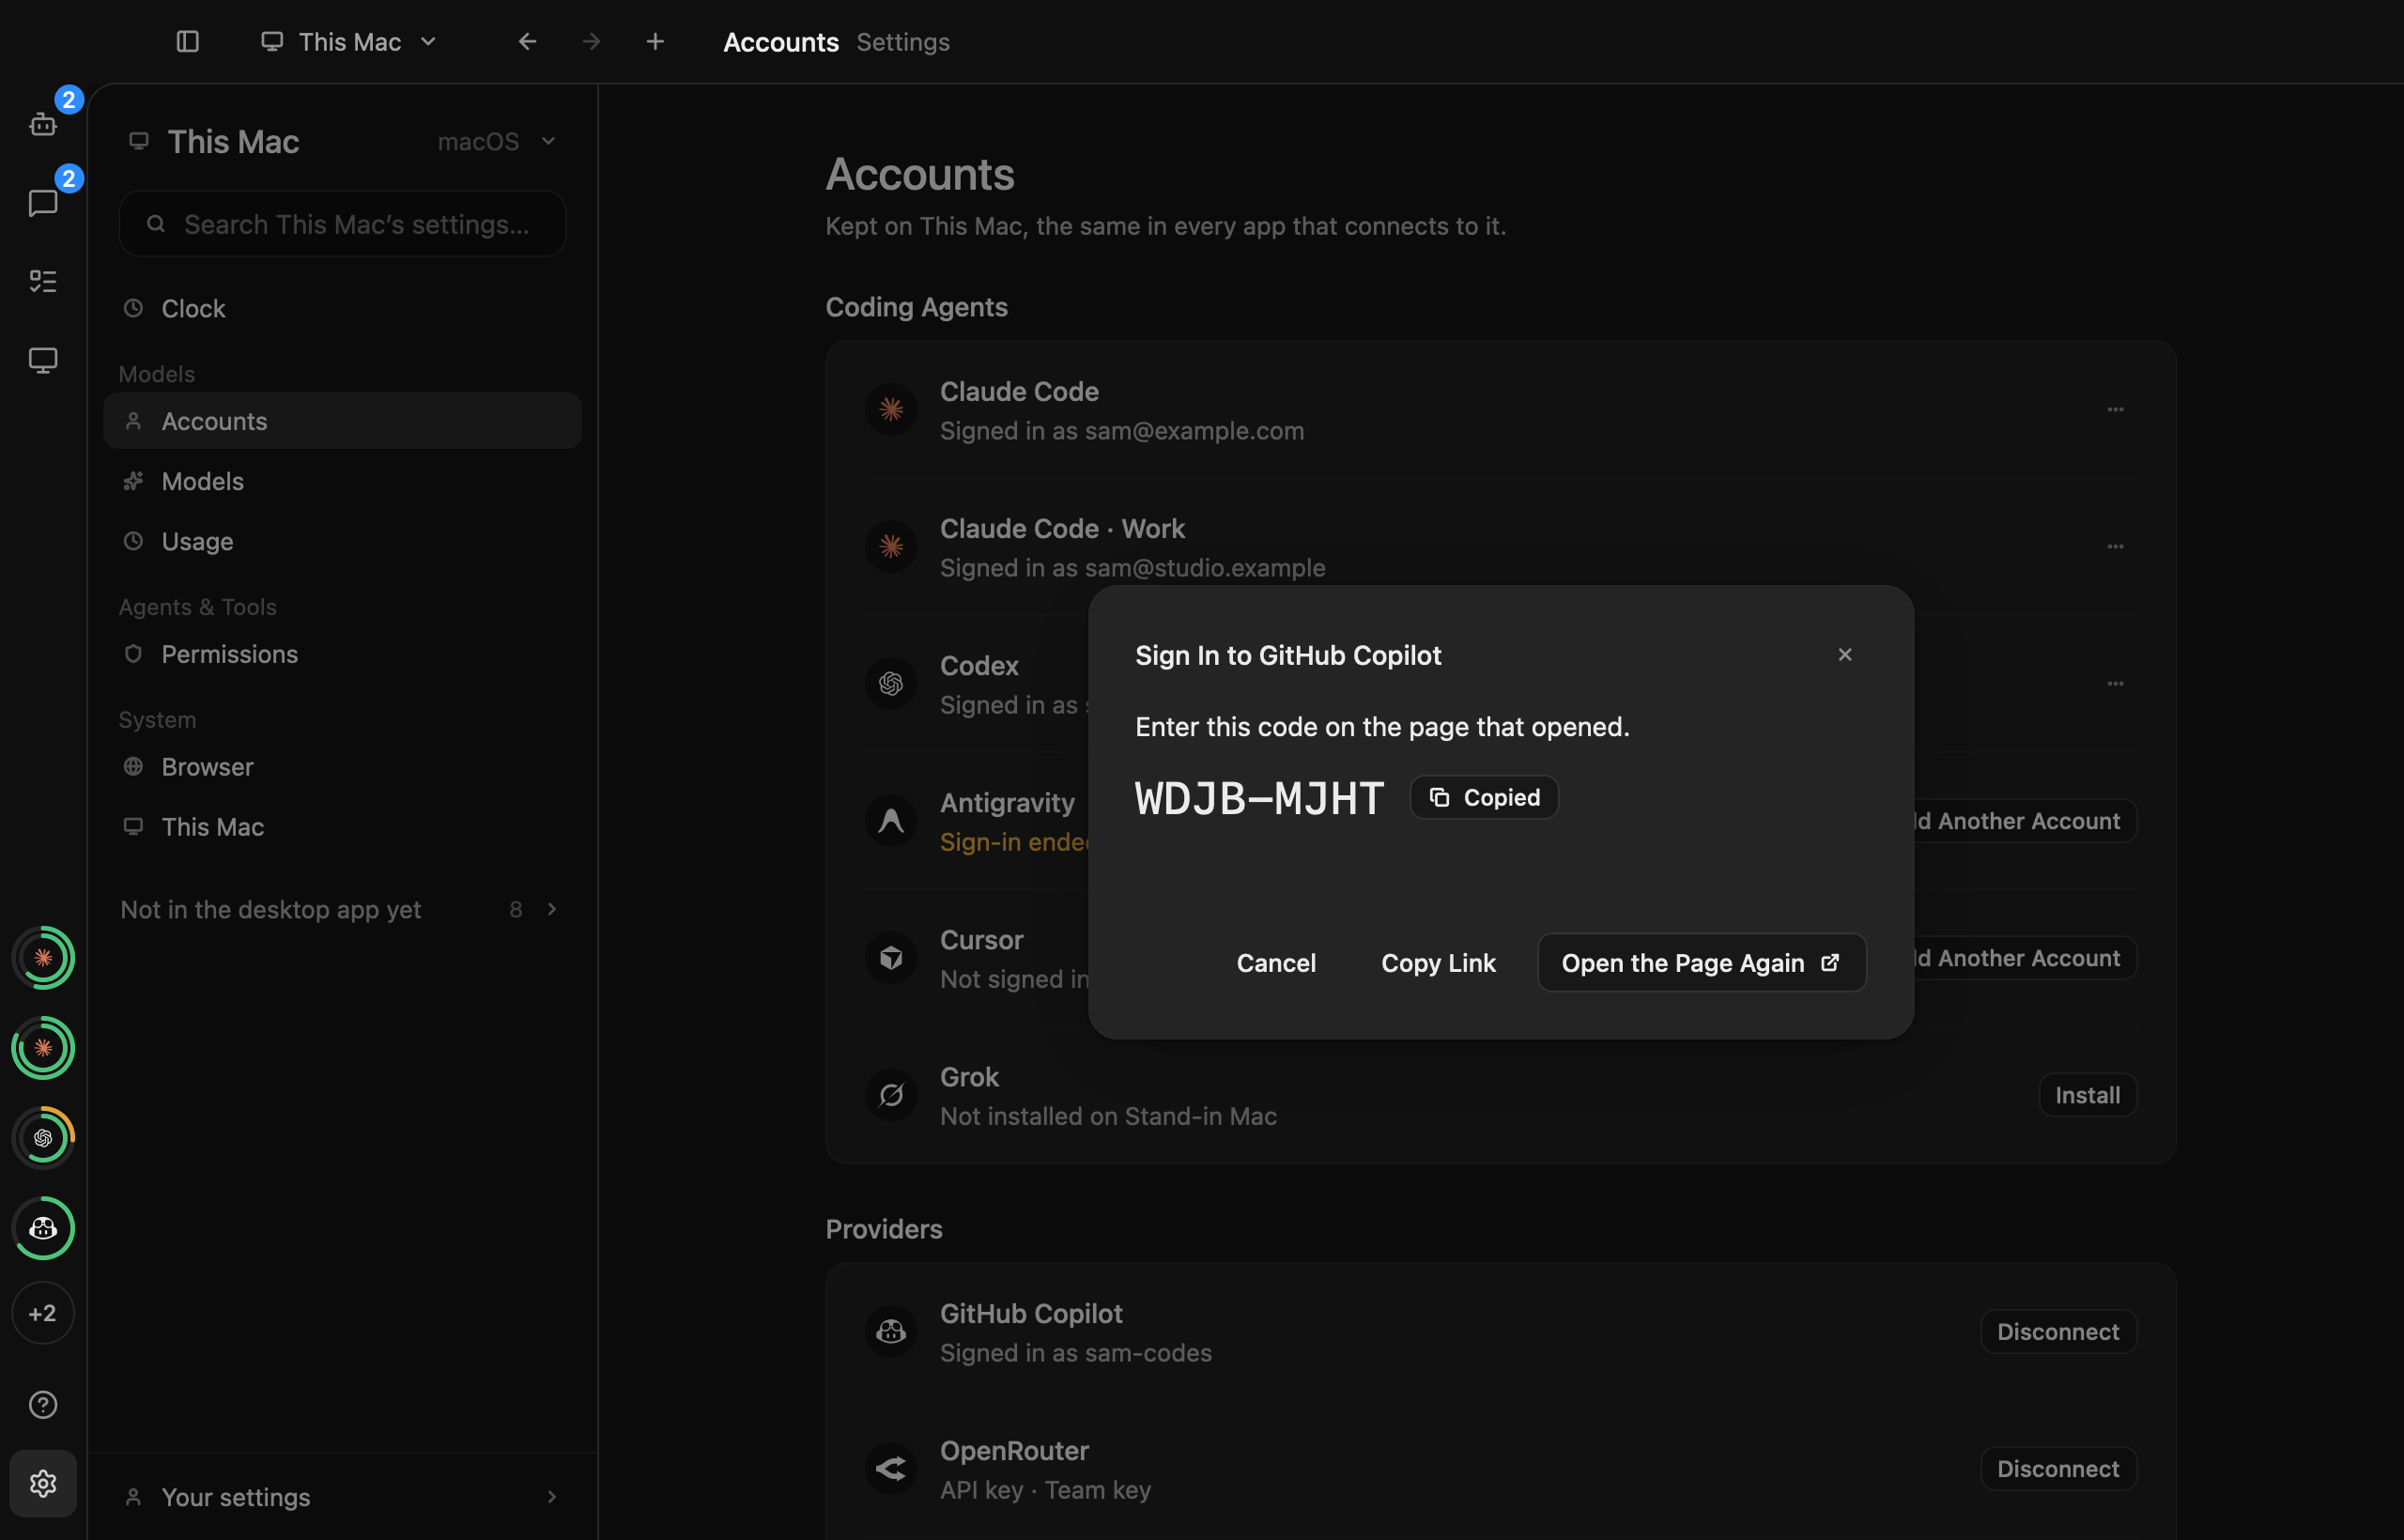 This Mac
Accounts Settings
2
2
This Mac macOS
Search This Mac’s settings...
Clock
Models
Accounts
Models
Usage
Agents & Tools
Permissions
System
Browser
This Mac
Not in the desktop app yet 8
+2
Your settings
Accounts
Kept on This Mac, the same in every app that connects to it.
Coding Agents
Claude Code
Signed in as sam@example.com
Claude Code · Work
Signed in as sam@studio.example
Codex
Signed in as
Antigravity
Sign-in ended
Another Account
Cursor
Not signed in
Another Account
Grok
Not installed on Stand-in Mac
Install
Sign In to GitHub Copilot
Enter this code on the page that opened.
WDJB–MJHT Copied
Cancel Copy Link Open the Page Again
Providers
GitHub Copilot
Signed in as sam-codes
Disconnect
OpenRouter
API key · Team key
Disconnect